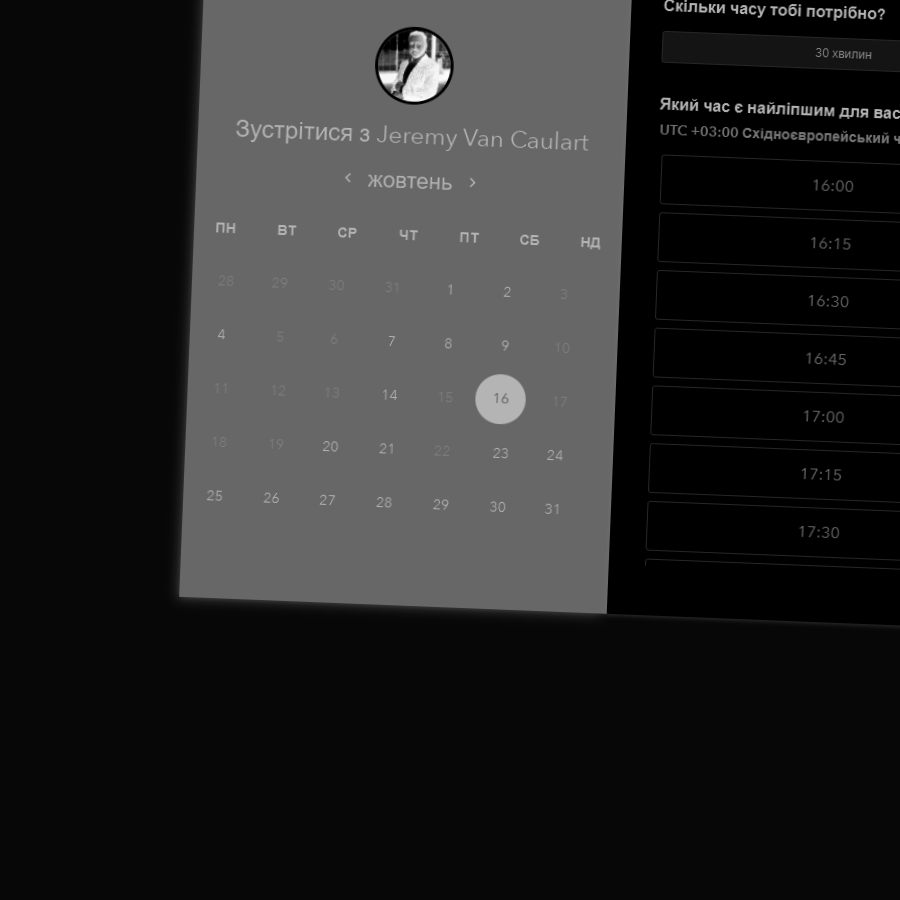 Зустрітися з Jeremy Van Caulart
жовтень
ПН ВТ СР ЧТ ПТ СБ НД
28 29 30 31 1 2 3
4 5 6 7 8 9 10
11 12 13 14 15 16 17
18 19 20 21 22 23 24
25 26 27 28 29 30 31
Скільки часу тобі потрібно?
30 хвилин
Який час є найліпшим для вас
UTC +03:00 Східноєвропейський ч
16:00
16:15
16:30
16:45
17:00
17:15
17:30